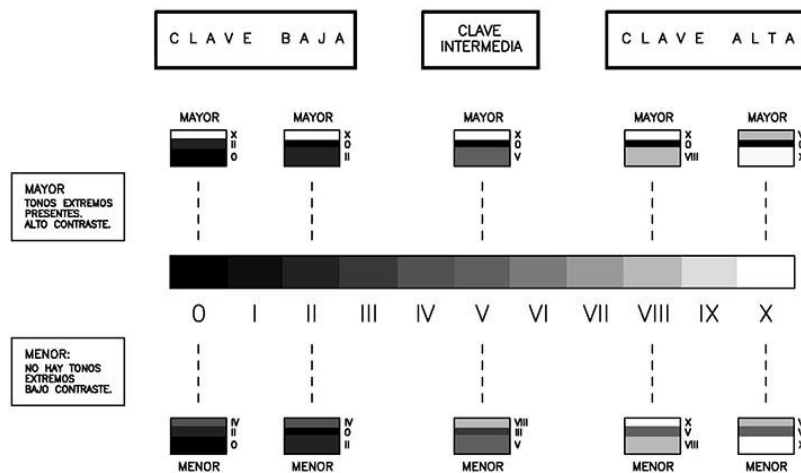 CLAVE BAJA
CLAVE
INTERMEDIA
CLAVE ALTA
MAYOR
MAYOR
MAYOR
MAYOR
MAYOR
X
II
O
X
O
II
X
O
V
X
O
VIII
MAYOR
TONOS EXTREMOS
PRESENTES.
ALTO CONTRASTE.
O I II III IV V VI VII VIII IX X
MENOR:
NO HAY TONOS
EXTREMOS
BAJO CONTRASTE.
IV
II
O
IV
O
II
VIII
III
V
X
V
VIII
MENOR
MENOR
MENOR
MENOR
MENOR